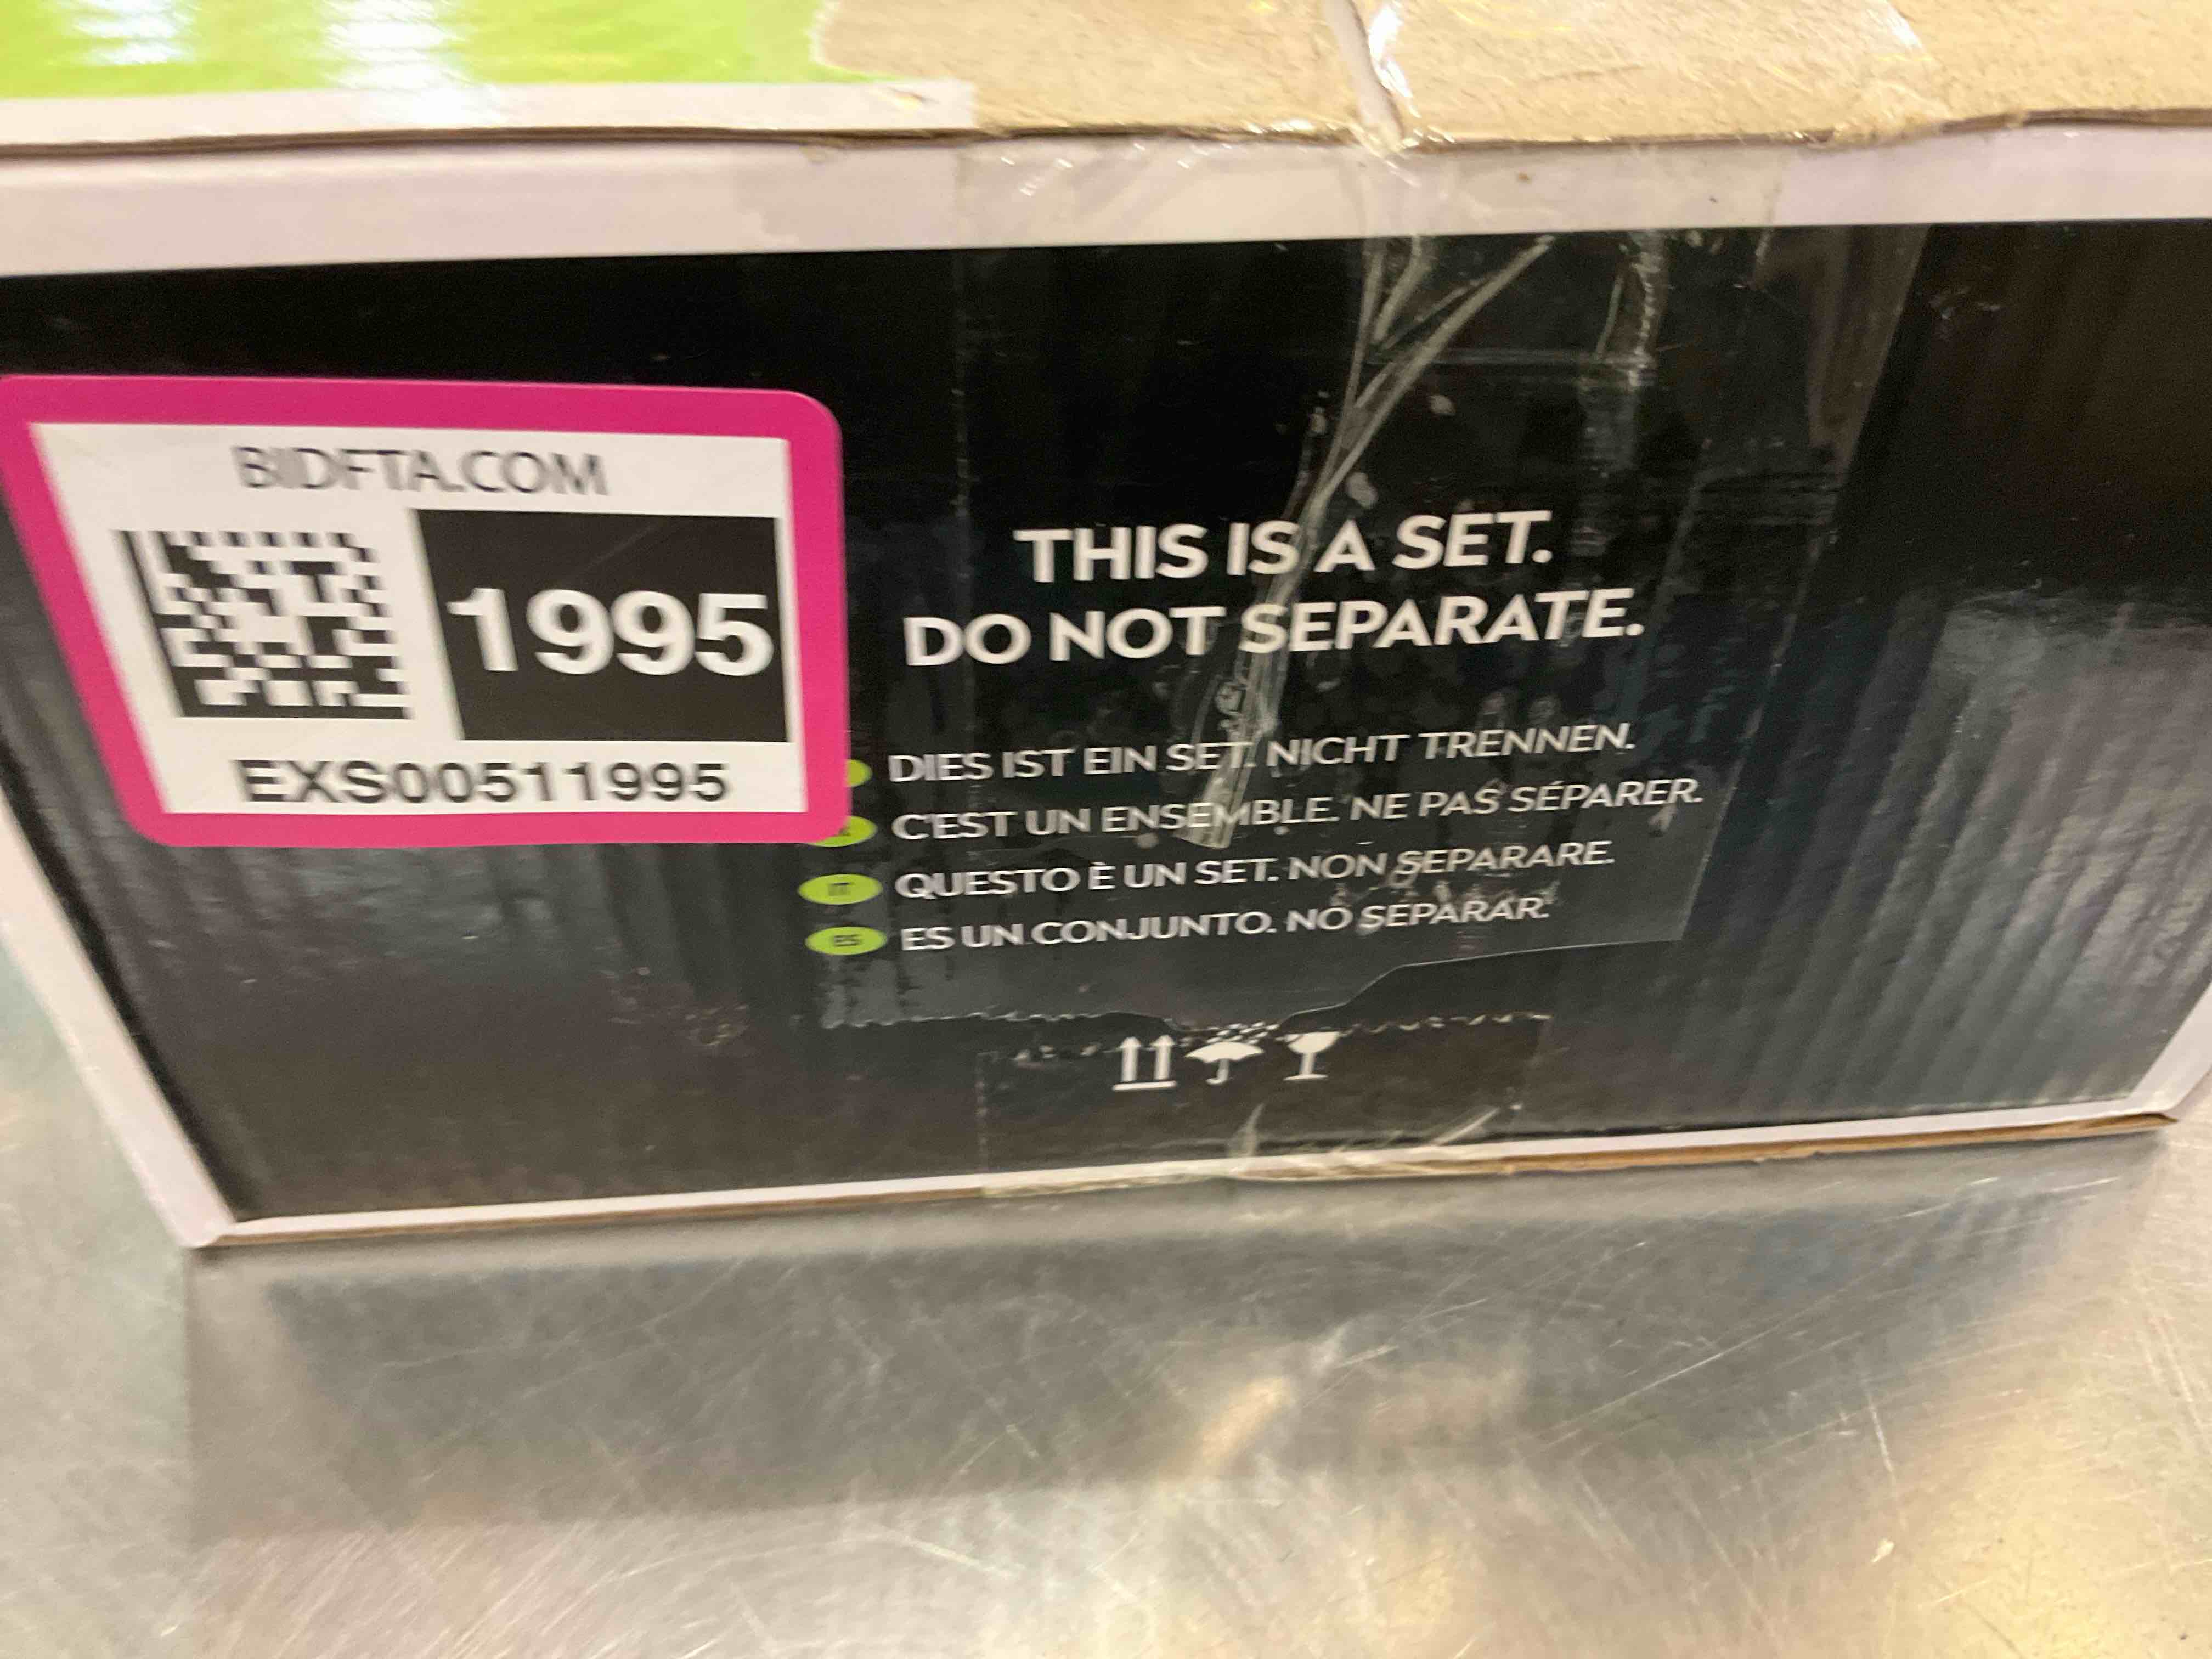 BIDFTA.COM
1995
EXS00511995
THIS IS A SET.
DO NOT SEPARATE.
DIES IST EIN SET. NICHT TRENNEN.
C'EST UN ENSEMBLE. NE PAS SÉPARER.
IT QUESTO È UN SET. NON SEPARARE.
ES ES UN CONJUNTO. NO SEPARAR.